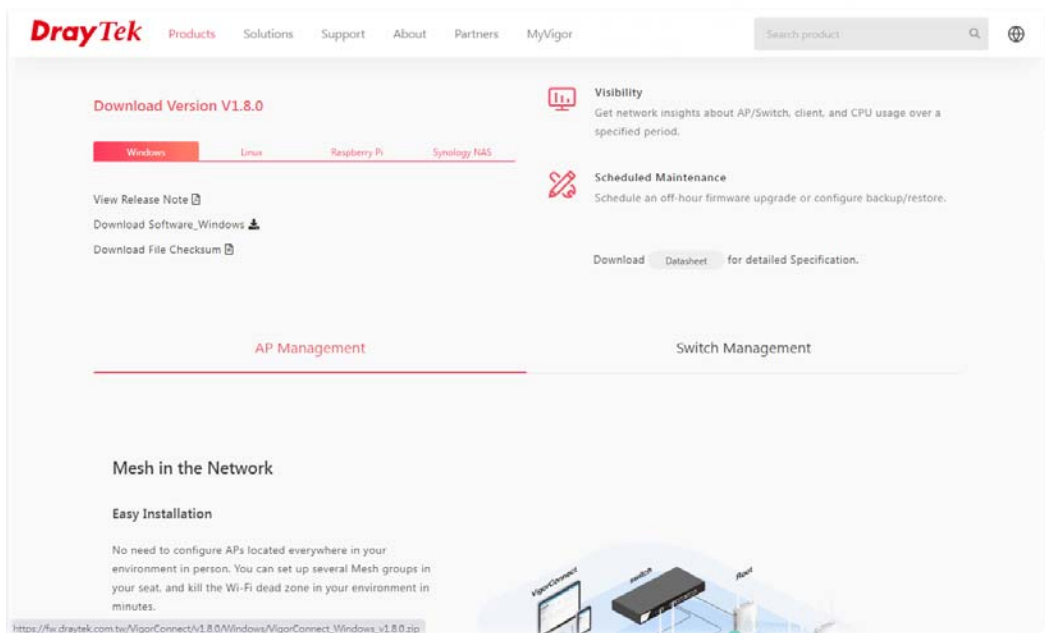 DrayTek Products Solutions Support About Partners MyVigor Search product
Download Version V1.8.0
Windows Linux Raspberry Pi Synology NAS
View Release Note
Download Software_Windows
Download File Checksum
Visibility
Get network insights about AP/Switch, client, and CPU usage over a
specified period.
Scheduled Maintenance
Schedule an off-hour firmware upgrade or configure backup/restore.
Download Datasheet for detailed Specification.
AP Management Switch Management
Mesh in the Network
Easy Installation
No need to configure APs located everywhere in your
environment in person. You can set up several Mesh groups in
your seat, and kill the Wi-Fi dead zone in your environment in
minutes.
VigorConnect
switch
Root
https://fw.draytek.com.tw/VigorConnect/v1.8.0/Windows/VigorConnect_Windows_v1.8.0.zip